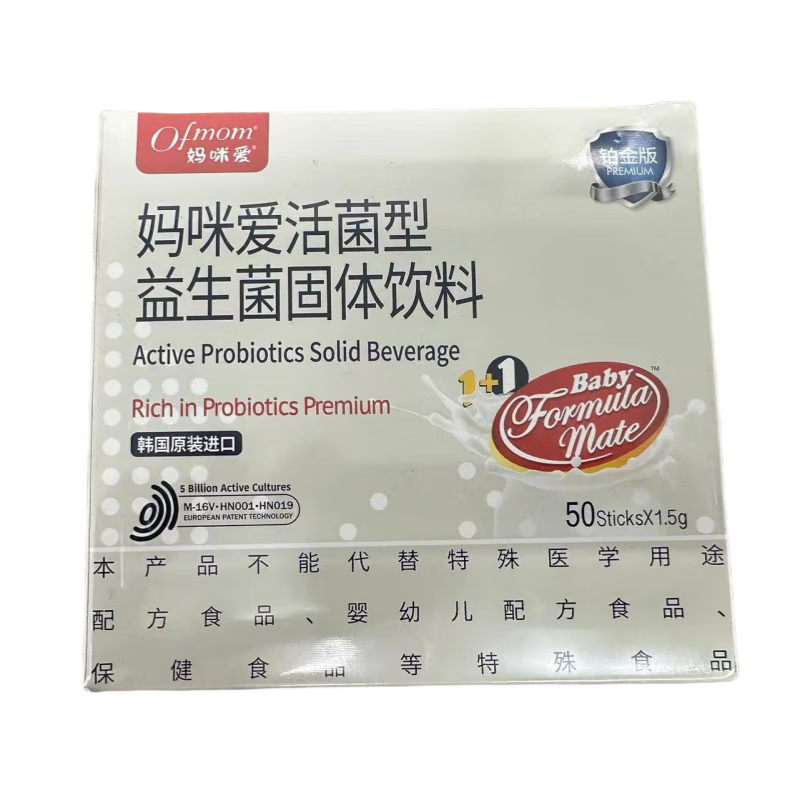 Ofmom®
妈咪爱®
铂金版
PREMIUM
妈咪爱活菌型
益生菌固体饮料
Active Probiotics Solid Beverage
Rich in Probiotics Premium
韩国原装进口
1+1
Baby
Formula
Mate
™
5 Billion Active Cultures
M-16V·HN001·HN019
EUROPEAN PATENT TECHNOLOGY
50SticksX1.5g
本产品不能代替特殊医学用途
配方食品、婴幼儿配方食品、
保健食品等特殊食品